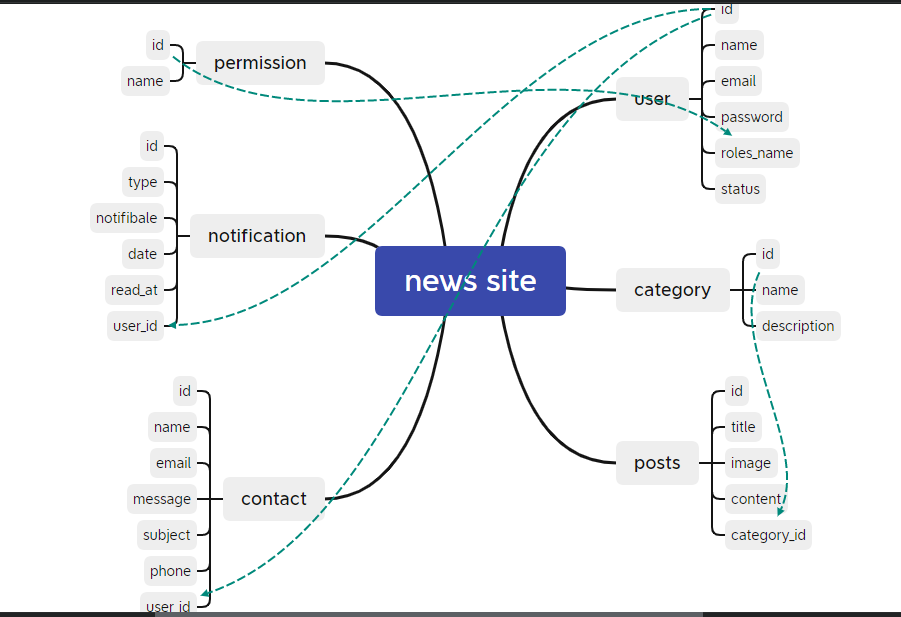 news site
permission
id
name
notification
id
type
notifibale
date
read_at
user_id
contact
id
name
email
message
subject
phone
user_id
user
id
name
email
password
roles_name
status
category
id
name
description
posts
id
title
image
content
category_id